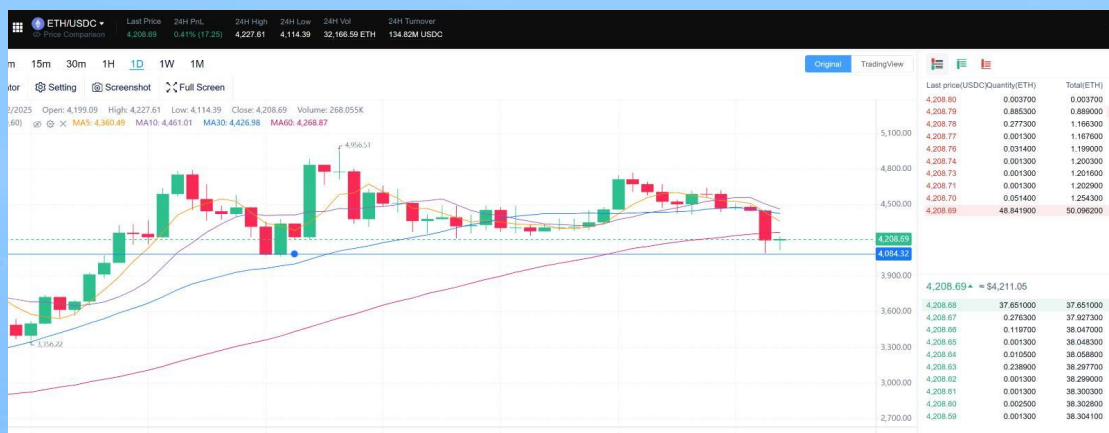 ETH/USDC Last Price 24H PnL 24H High 24H Low 24H Vol 24H Turnover
Price Comparison 4,208.69 0.41% (17.25) 4,227.61 4,114.39 32,166.59 ETH 134.82M USDC
m 15m 30m 1H 1D 1W 1M Original TradingView
tor Setting Screenshot Full Screen
Last price(USDC) Quantity(ETH) Total(ETH)
2/2025 Open: 4,199.09 High: 4,227.61 Low: 4,114.39 Close: 4,208.69 Volume: 268.055K
,60) MA5: 4,360.49 MA10: 4,461.01 MA30: 4,426.98 MA60: 4,268.87
4,956.51
3,356.22
5,100.00
4,800.00
4,500.00
4,208.69
4,084.32
3,900.00
3,600.00
3,300.00
3,000.00
2,700.00
4,208.80 0.003700 0.003700
4,208.79 0.885300 0.889000
4,208.78 0.277300 1.166300
4,208.77 0.001300 1.167600
4,208.76 0.031400 1.199000
4,208.74 0.001300 1.200300
4,208.73 0.001300 1.201600
4,208.71 0.001300 1.202900
4,208.70 0.051400 1.254300
4,208.69 48.841900 50.096200
4,208.69 ≈ $4,211.05
4,208.68 37.651000 37.651000
4,208.67 0.276300 37.927300
4,208.66 0.119700 38.047000
4,208.65 0.001300 38.048300
4,208.64 0.010500 38.058800
4,208.63 0.238900 38.297700
4,208.62 0.001300 38.299000
4,208.61 0.001300 38.300300
4,208.60 0.002500 38.302800
4,208.59 0.001300 38.304100